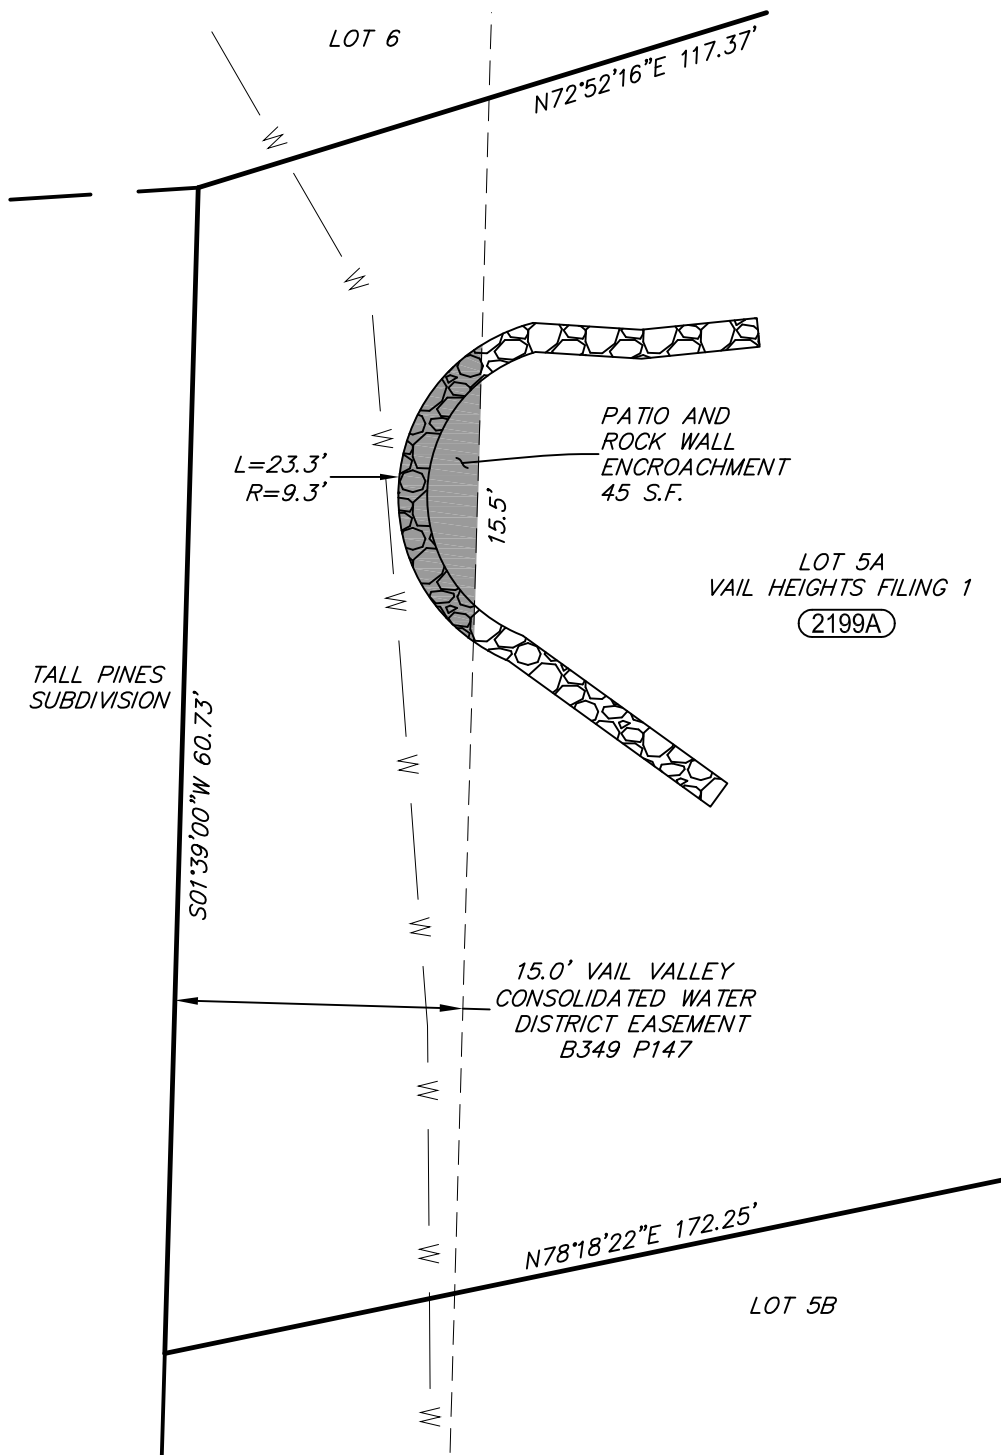 LOT 6
N72°52'16"E 117.37'
W
W
W
L=23.3'
R=9.3'
PATIO AND
ROCK WALL
ENCROACHMENT
45 S.F.
15.5'
LOT 5A
VAIL HEIGHTS FILING 1
2199A
W
TALL PINES
SUBDIVISION
S01°39'00"W 60.73'
W
W
15.0' VAIL VALLEY
CONSOLIDATED WATER
DISTRICT EASEMENT
B349 P147
W
N78°18'22"E 172.25'
W
LOT 5B
W